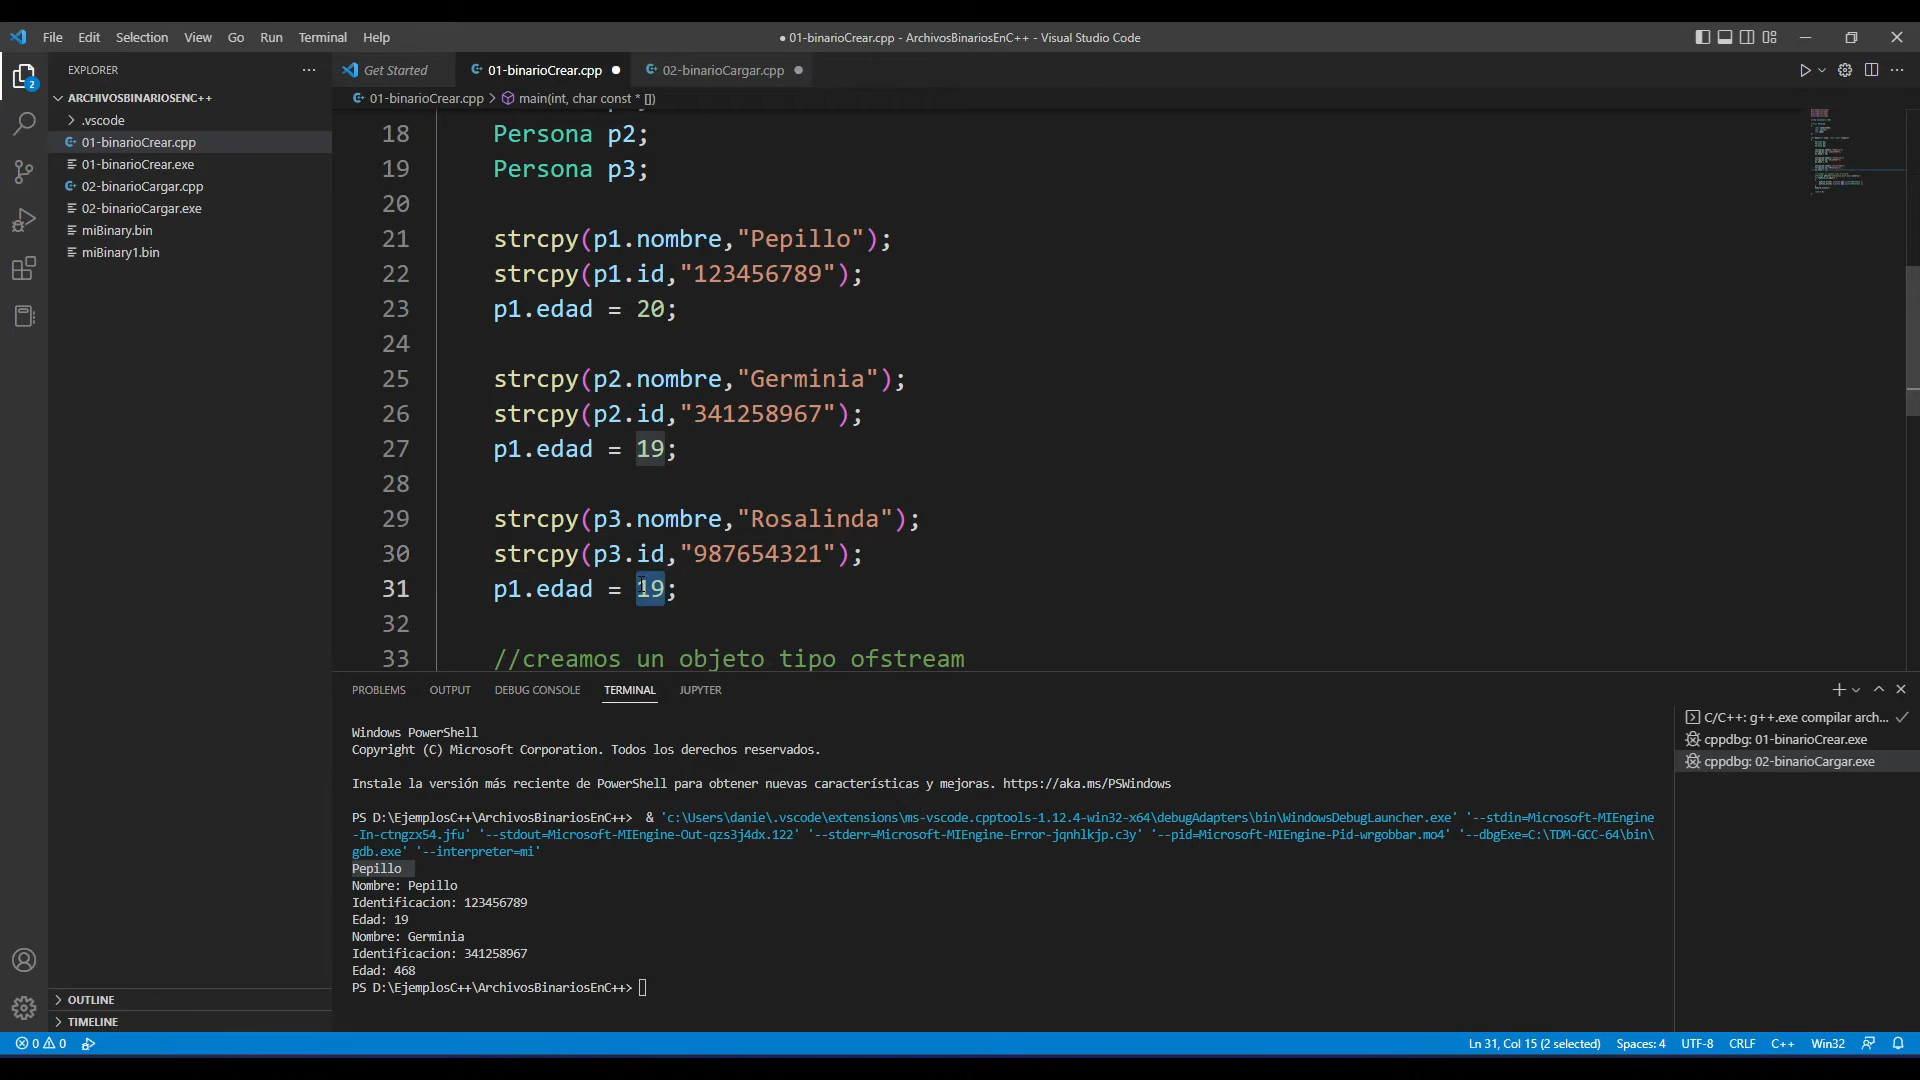 File Edit Selection View Go Run Terminal Help
● 01-binarioCrear.cpp - ArchivosBinariosEnC++ - Visual Studio Code
EXPLORER
Get Started
01-binarioCrear.cpp
02-binarioCargar.cpp
ARCHIVOSBINARIOSENC++
01-binarioCrear.cpp > main(int, char const * [])
.vscode
01-binarioCrear.cpp
01-binarioCrear.exe
02-binarioCargar.cpp
02-binarioCargar.exe
miBinary.bin
miBinary1.bin
2
18 Persona p2;
19 Persona p3;
20
21 strcpy(p1.nombre,"Pepillo");
22 strcpy(p1.id,"123456789");
23 p1.edad = 20;
24
25 strcpy(p2.nombre,"Germinia");
26 strcpy(p2.id,"341258967");
27 p1.edad = 19;
28
29 strcpy(p3.nombre,"Rosalinda");
30 strcpy(p3.id,"987654321");
31 p1.edad = 19;
32
33 //creamos un objeto tipo ofstream
PROBLEMS OUTPUT DEBUG CONSOLE TERMINAL JUPYTER
Windows PowerShell
Copyright (C) Microsoft Corporation. Todos los derechos reservados.
Instale la versión más reciente de PowerShell para obtener nuevas características y mejoras. https://aka.ms/PSWindows
PS D:\EjemplosC++\ArchivosBinariosEnC++>  & 'c:\Users\danie\.vscode\extensions\ms-vscode.cpptools-1.12.4-win32-x64\debugAdapters\bin\WindowsDebugLauncher.exe' '--stdin=Microsoft-MIEngine
-In-ctngzx54.jfu' '--stdout=Microsoft-MIEngine-Out-qzs3j4dx.122' '--stderr=Microsoft-MIEngine-Error-jqnhlkjp.c3y' '--pid=Microsoft-MIEngine-Pid-wrgobbar.mo4' '--dbgExe=C:\TDM-GCC-64\bin\
gdb.exe' '--interpreter=mi'
Pepillo
Nombre: Pepillo
Identificacion: 123456789
Edad: 19
Nombre: Germinia
Identificacion: 341258967
Edad: 468
PS D:\EjemplosC++\ArchivosBinariosEnC++>
C/C++: g++.exe compilar arch...
cppdbg: 01-binarioCrear.exe
cppdbg: 02-binarioCargar.exe
OUTLINE
TIMELINE
0 0
Ln 31, Col 15 (2 selected) Spaces: 4 UTF-8 CRLF C++ Win32